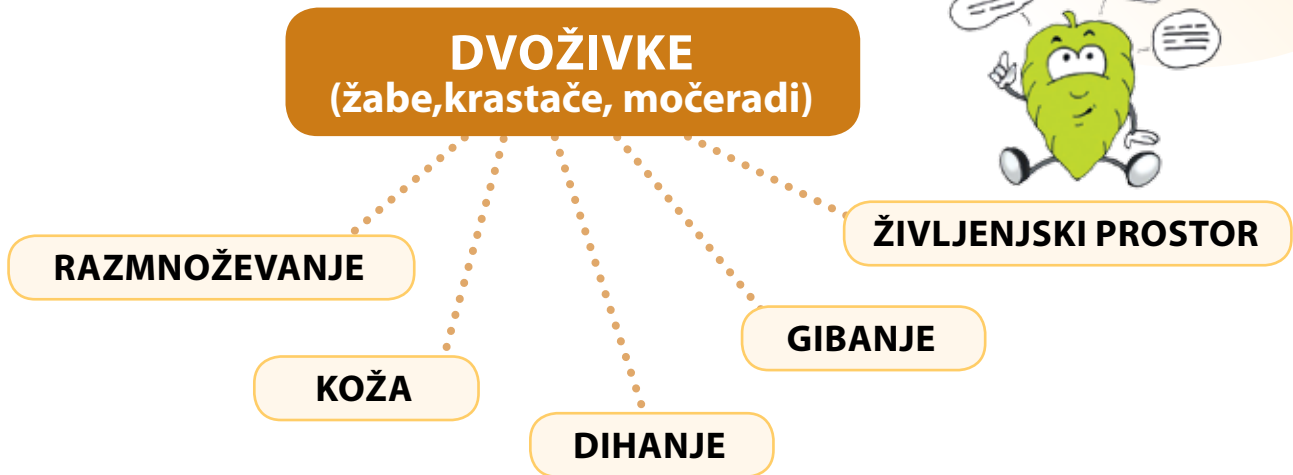 DVOŽIVKE
(žabe,krastače, močeradi)
ŽIVLJENJSKI PROSTOR
RAZMNOŽEVANJE
GIBANJE
KOŽA
DIHANJE